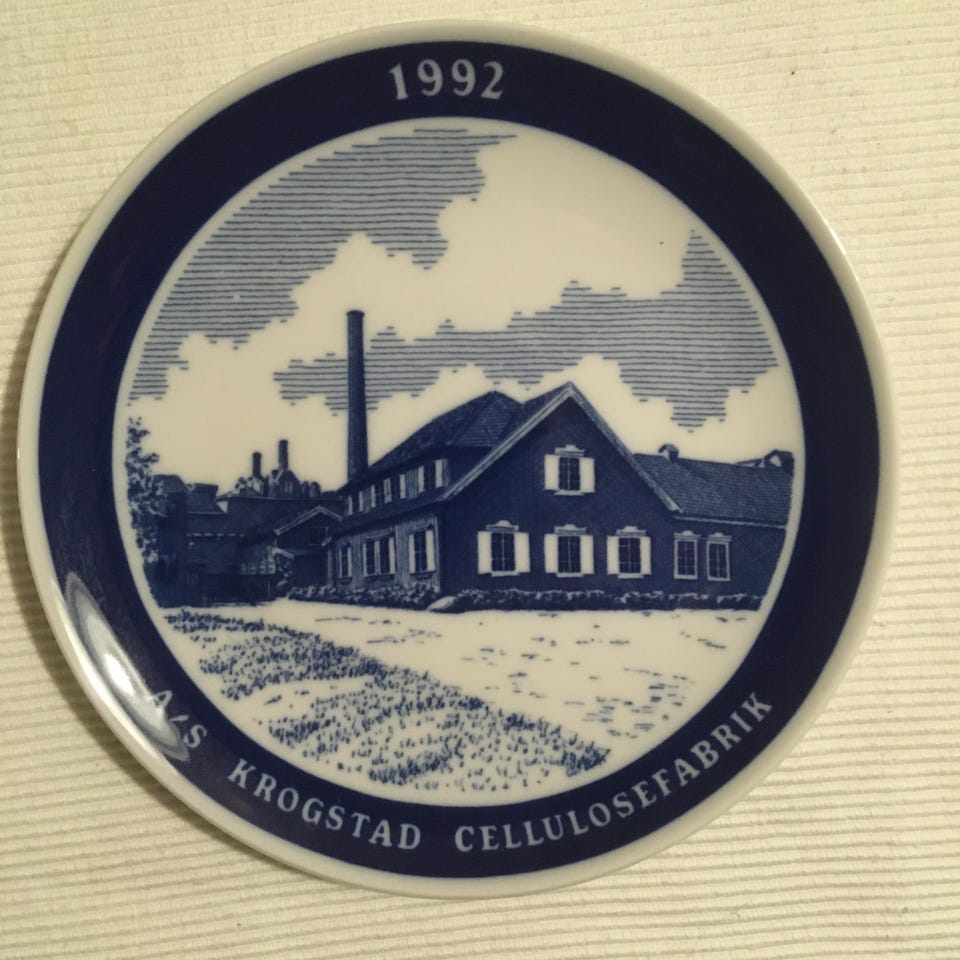 1992
A/S KROGSTAD CELLULOSEFABRIK